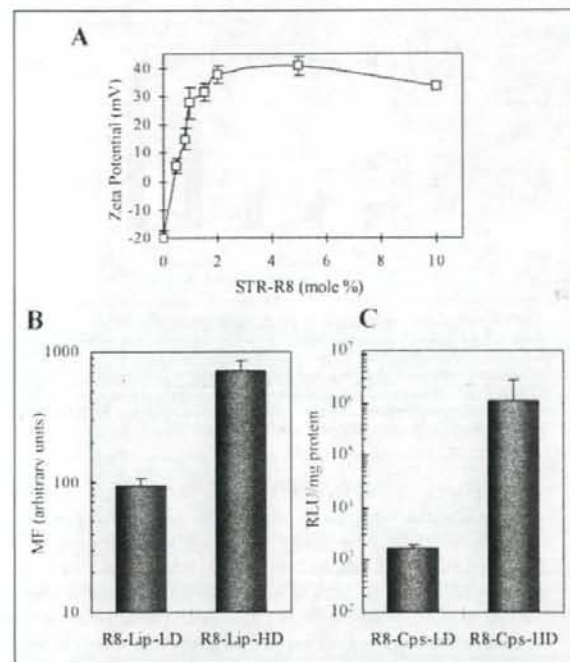 A
Zeta Potential (mV)
40
30
20
10
0
-10
-20
0 2 4 6 8 10
STR-R8 (mole %)
B
MF (arbitrary units)
1000
100
10
R8-Lip-LD R8-Lip-HD
C
RLU/mg protein
10⁷
10⁶
10⁵
10⁴
10³
10²
R8-Cps-LD R8-Cps-HD